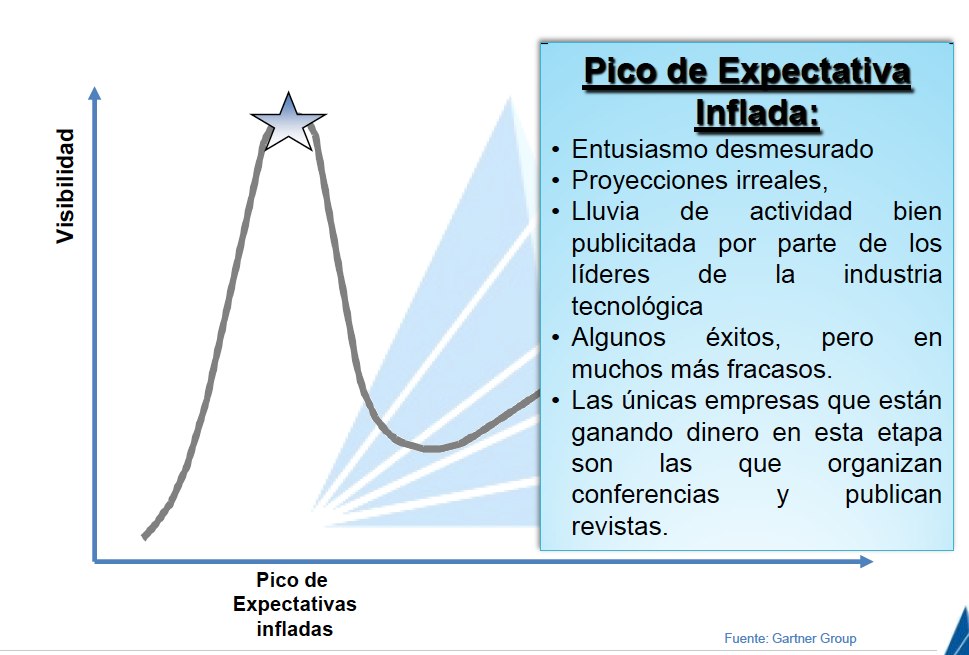 Visibilidad
Pico de Expectativa
Inflada:
• Entusiasmo desmesurado
• Proyecciones irreales,
• Lluvia de actividad bien
publicitada por parte de los
líderes de la industria
tecnológica
• Algunos éxitos, pero en
muchos más fracasos.
• Las únicas empresas que están
ganando dinero en esta etapa
son las que organizan
conferencias y publican
revistas.
Pico de
Expectativas
infladas
Fuente: Gartner Group